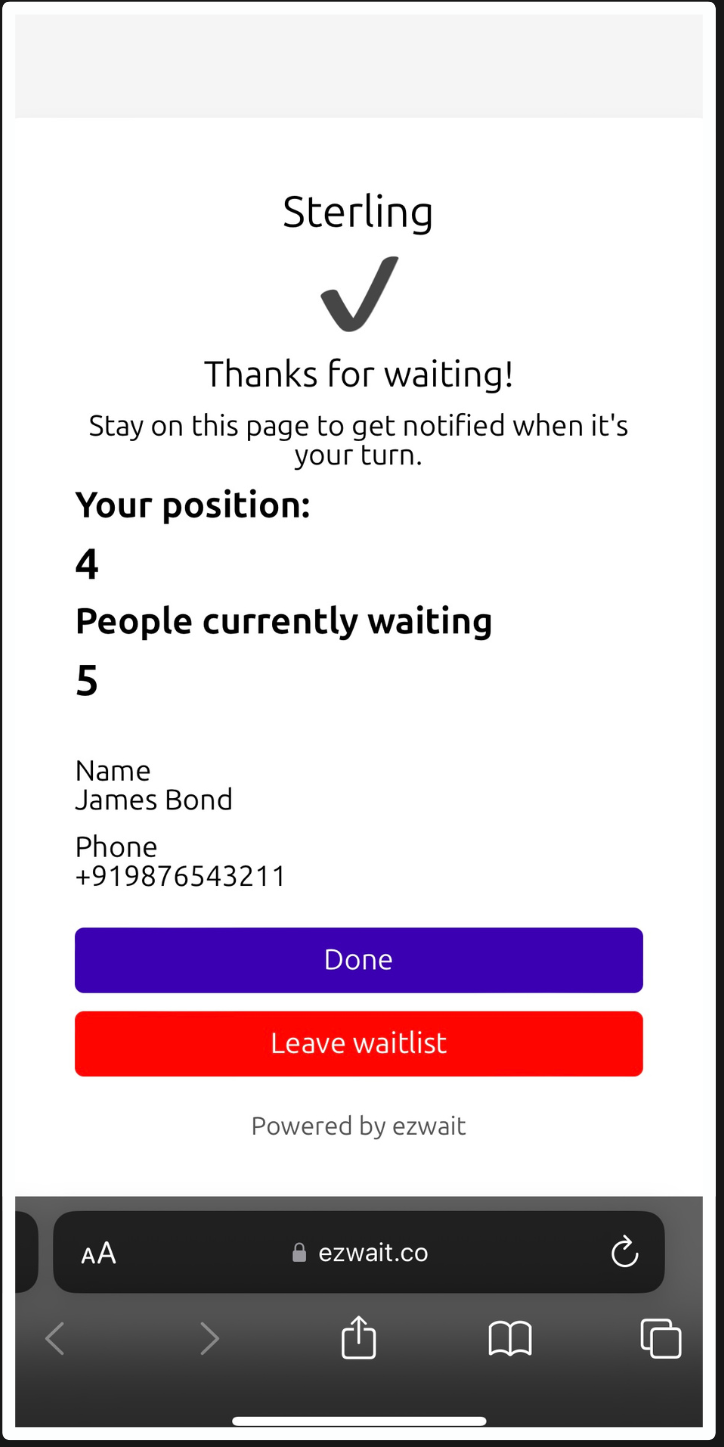 Sterling
Thanks for waiting!
Stay on this page to get notified when it's
your turn.
Your position:
4
People currently waiting
5
Name
James Bond
Phone
+919876543211
Done
Leave waitlist
Powered by ezwait
AA ezwait.co